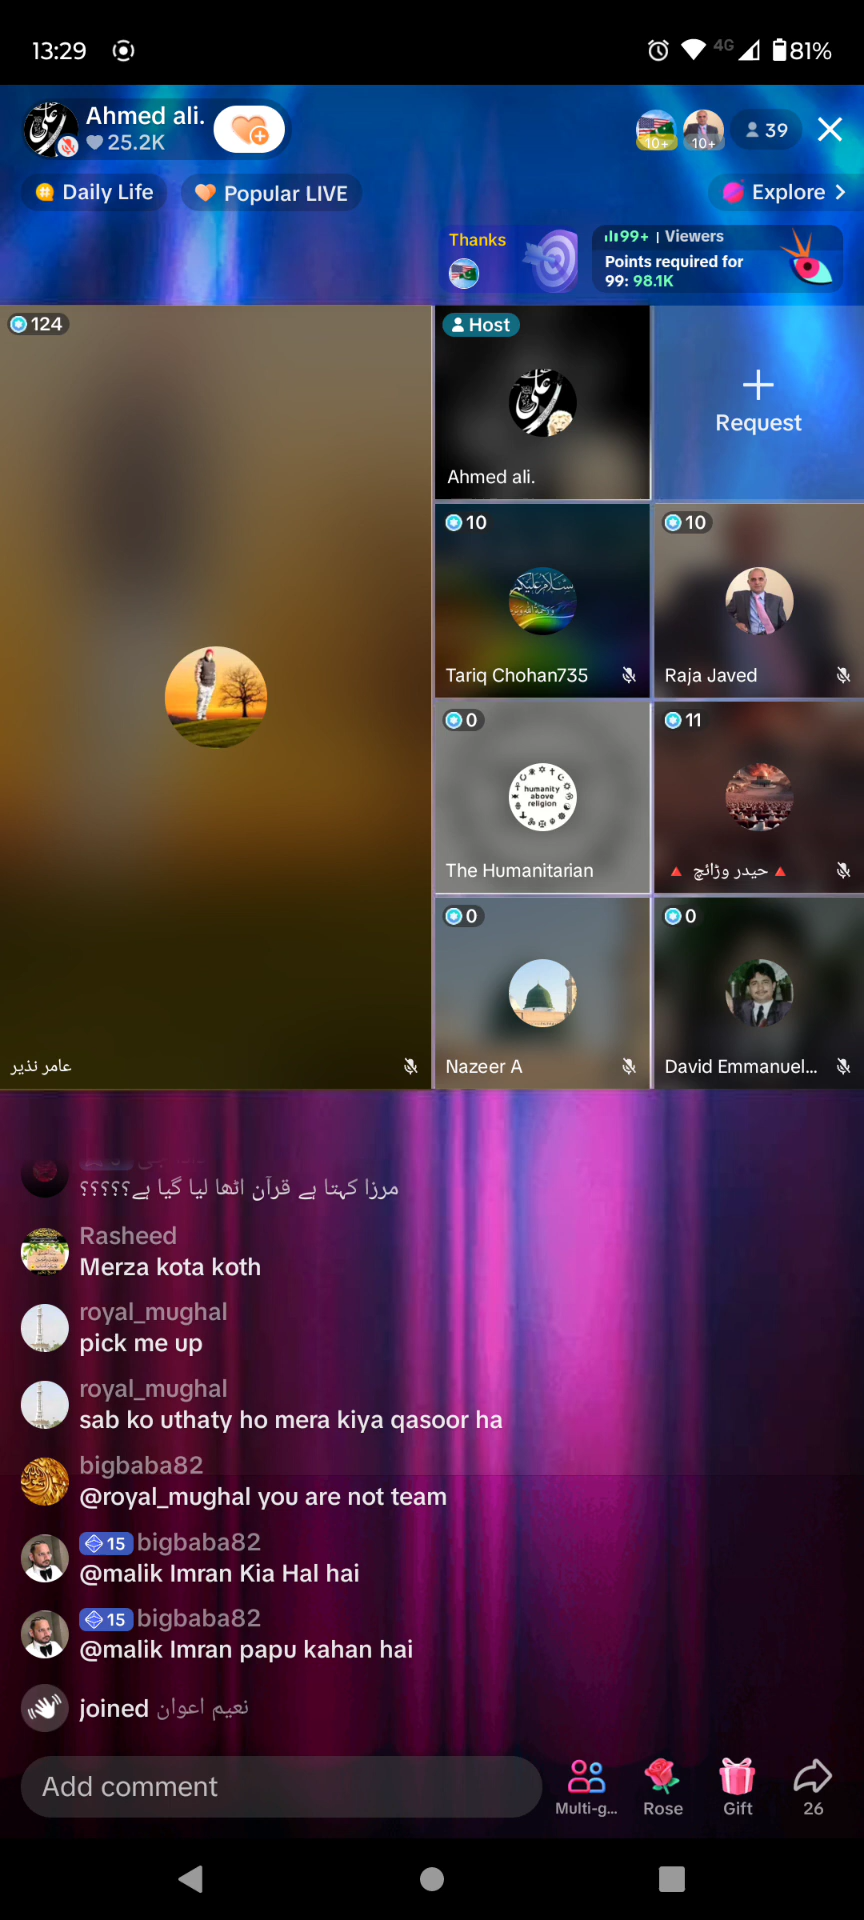 13:29
4G
81%
Ahmed ali.
25.2K
10+
10+
39
Daily Life
Popular LIVE
Explore
Thanks
99+ | Viewers
Points required for
99: 98.1K
124
Host
Ahmed ali.
Request
10
Tariq Chohan735
10
Raja Javed
0
humanity
above
religion
The Humanitarian
11
حیدر وڑائچ
0
Nazeer A
0
David Emmanuel...
عامر نذیر
مرزا کہتا ہے قرآن اٹھا لیا گیا ہے؟؟؟؟؟
Rasheed
Merza kota koth
royal_mughal
pick me up
royal_mughal
sab ko uthaty ho mera kiya qasoor ha
bigbaba82
@royal_mughal you are not team
15 bigbaba82
@malik Imran Kia Hal hai
15 bigbaba82
@malik Imran papu kahan hai
joined نعیم اعوان
Add comment
Multi-g...
Rose
Gift
26